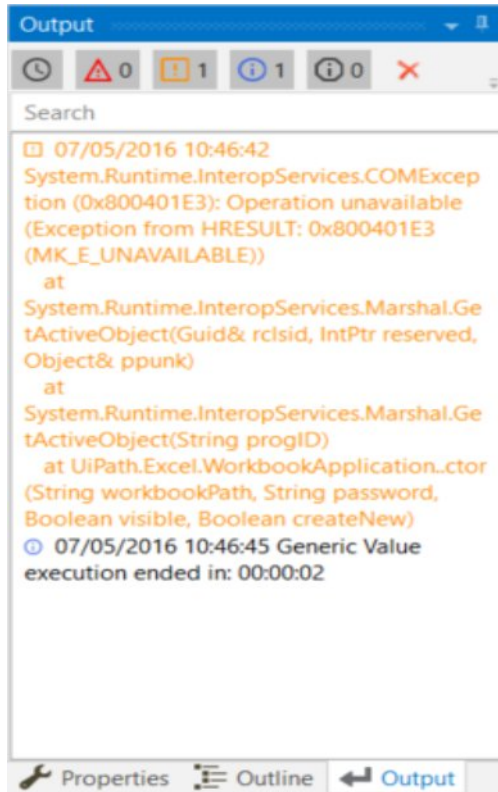 Output
0 1 1 0
Search
07/05/2016 10:46:42
System.Runtime.InteropServices.COMExcep
tion (0x800401E3): Operation unavailable
(Exception from HRESULT: 0x800401E3
(MK_E_UNAVAILABLE))
at
System.Runtime.InteropServices.Marshal.Ge
tActiveObject(Guid& rclsid, IntPtr reserved,
Object& ppunk)
at
System.Runtime.InteropServices.Marshal.Ge
tActiveObject(String progID)
at UiPath.Excel.WorkbookApplication..ctor
(String workbookPath, String password,
Boolean visible, Boolean createNew)
07/05/2016 10:46:45 Generic Value
execution ended in: 00:00:02
Properties Outline Output